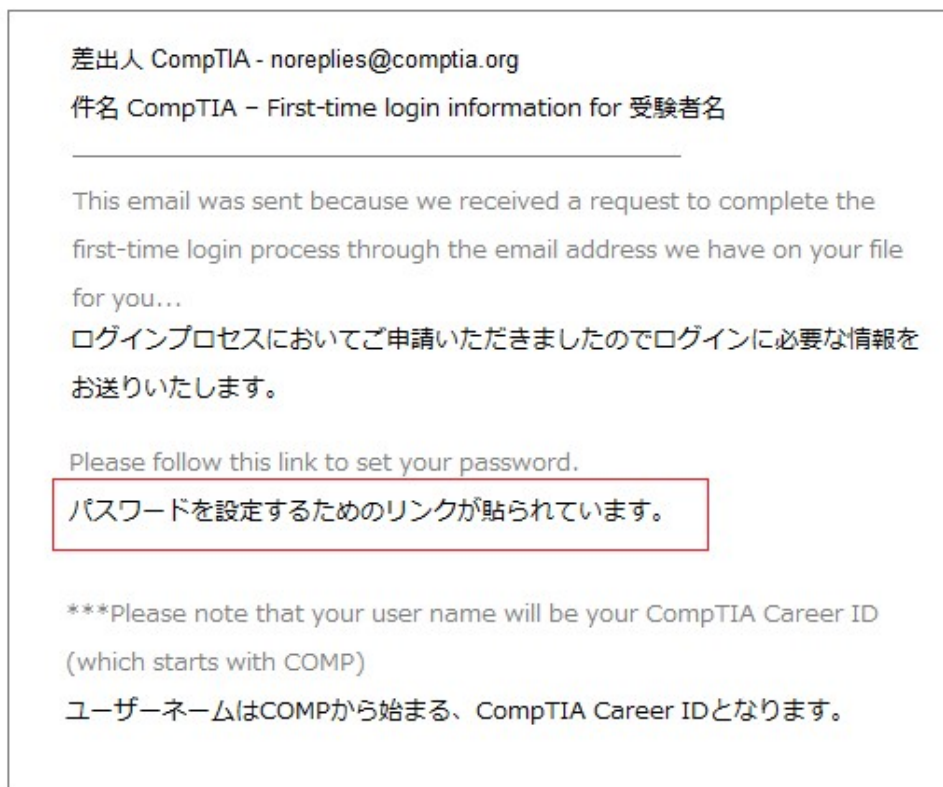 差出人 CompTIA - noreplies@comptia.org
件名 CompTIA – First-time login information for 受験者名
This email was sent because we received a request to complete the
first-time login process through the email address we have on your file
for you...
ログインプロセスにおいてご申請いただきましたのでログインに必要な情報を
お送りいたします。
Please follow this link to set your password.
パスワードを設定するためのリンクが貼られています。
***Please note that your user name will be your CompTIA Career ID
(which starts with COMP)
ユーザーネームはCOMPから始まる、CompTIA Career IDとなります。